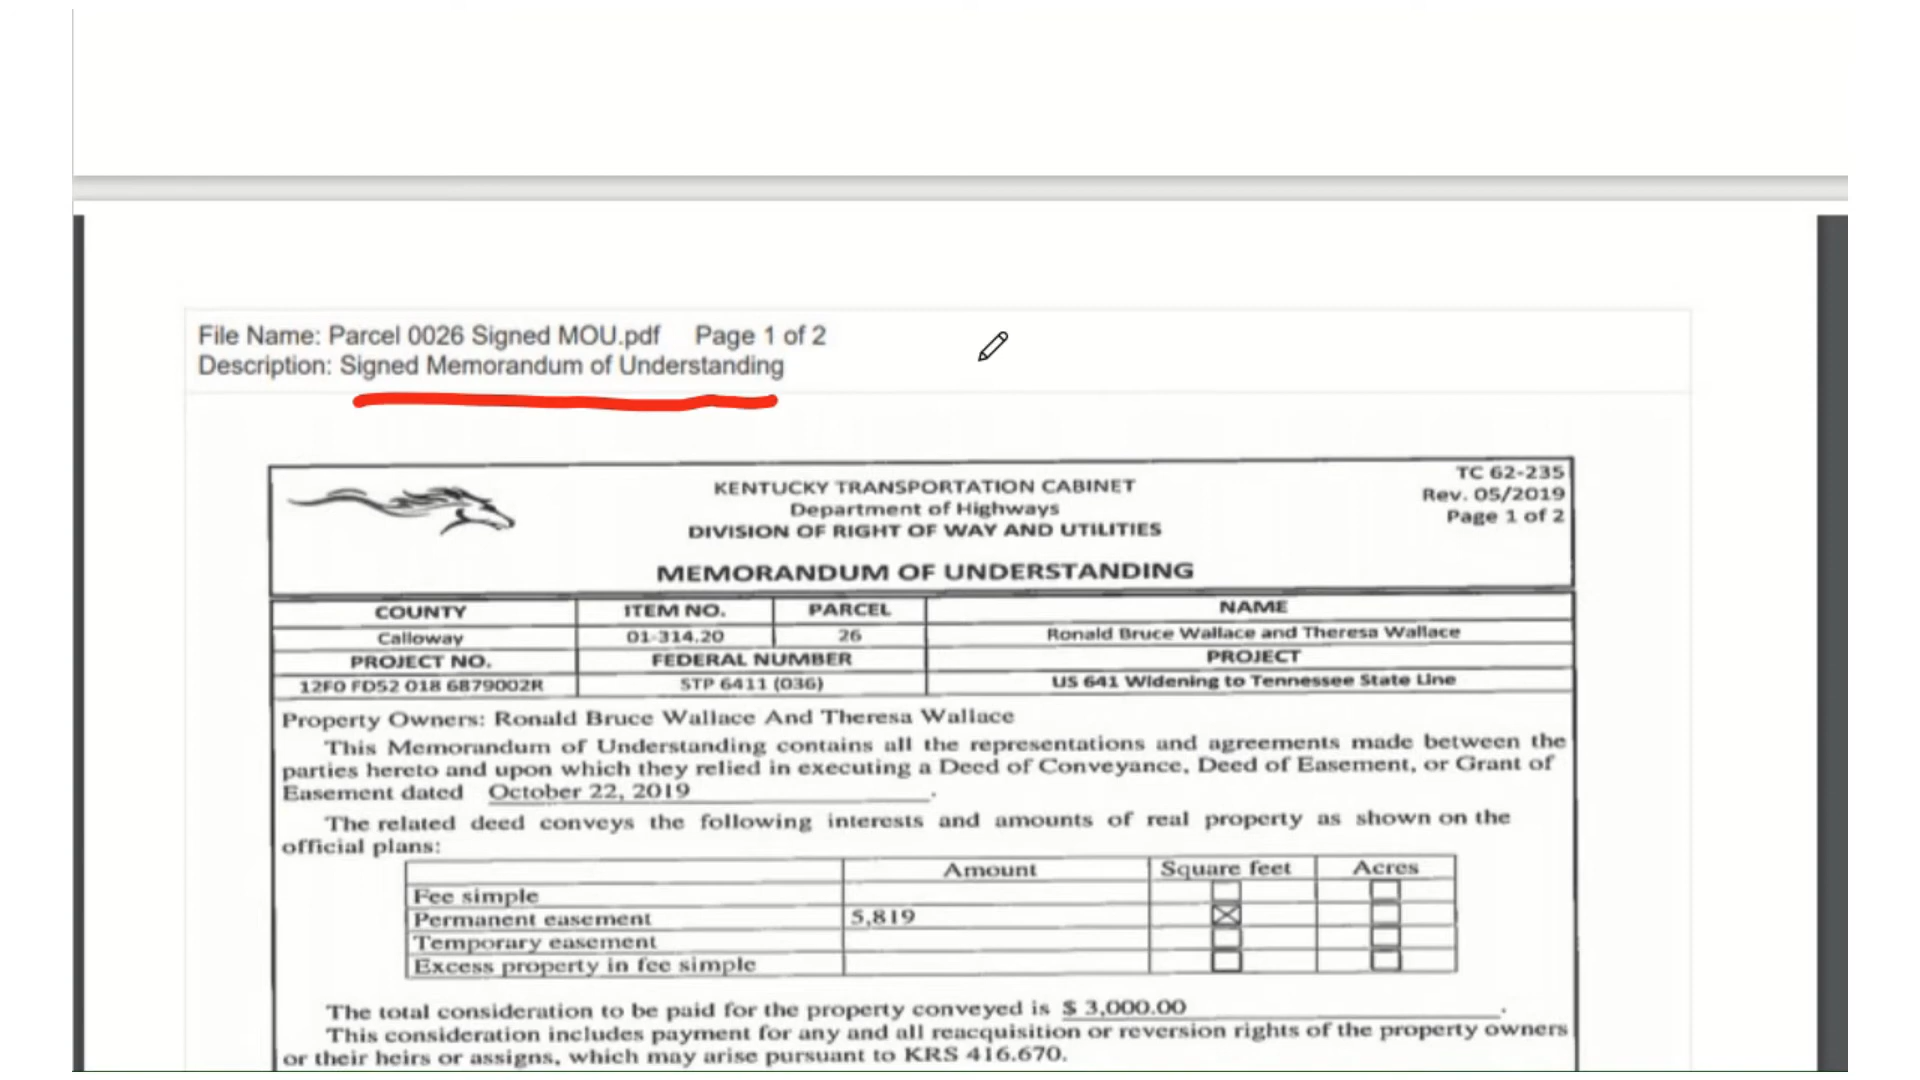 File Name: Parcel 0026 Signed MOU.pdf Page 1 of 2
Description: Signed Memorandum of Understanding
KENTUCKY TRANSPORTATION CABINET
Department of Highways
DIVISION OF RIGHT OF WAY AND UTILITIES
MEMORANDUM OF UNDERSTANDING
TC 62-235
Rev. 05/2019
Page 1 of 2
COUNTY ITEM NO. PARCEL NAME
Calloway 01-314.20 26 Ronald Bruce Wallace and Theresa Wallace
PROJECT NO. FEDERAL NUMBER PROJECT
12F0 FD52 018 6879002R STP 6411 (036) US 641 Widening to Tennessee State Line
Property Owners: Ronald Bruce Wallace And Theresa Wallace
This Memorandum of Understanding contains all the representations and agreements made between the
parties hereto and upon which they relied in executing a Deed of Conveyance, Deed of Easement, or Grant of
Easement dated October 22, 2019.
The related deed conveys the following interests and amounts of real property as shown on the
official plans:
Amount Square feet Acres
Fee simple
Permanent easement 5,819
Temporary easement
Excess property in fee simple
The total consideration to be paid for the property conveyed is $ 3,000.00.
This consideration includes payment for any and all reacquisition or reversion rights of the property owners
or their heirs or assigns, which may arise pursuant to KRS 416.670.